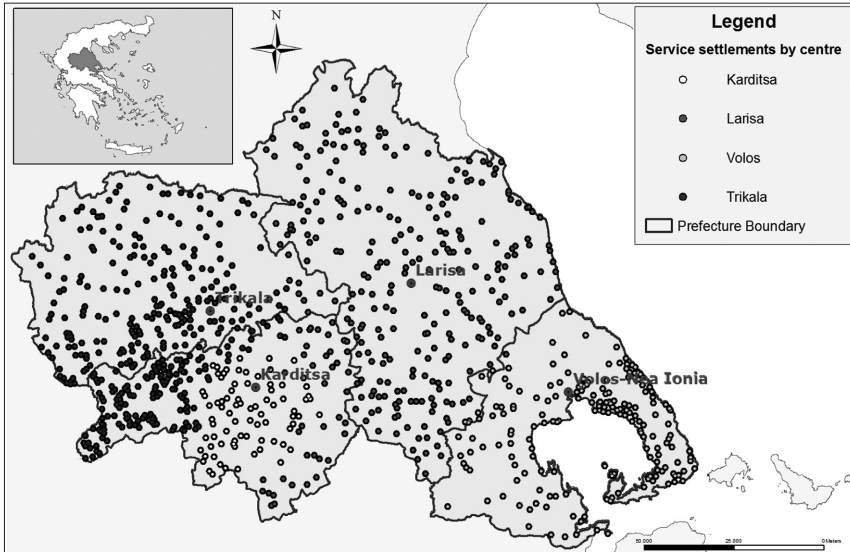 N
Legend
Service settlements by centre
Karditsa
Larisa
Volos
Trikala
Prefecture Boundary
Larisa
Trikala
Karditsa
Volos-Nea Ionia
50.000 25.000 0 Meters